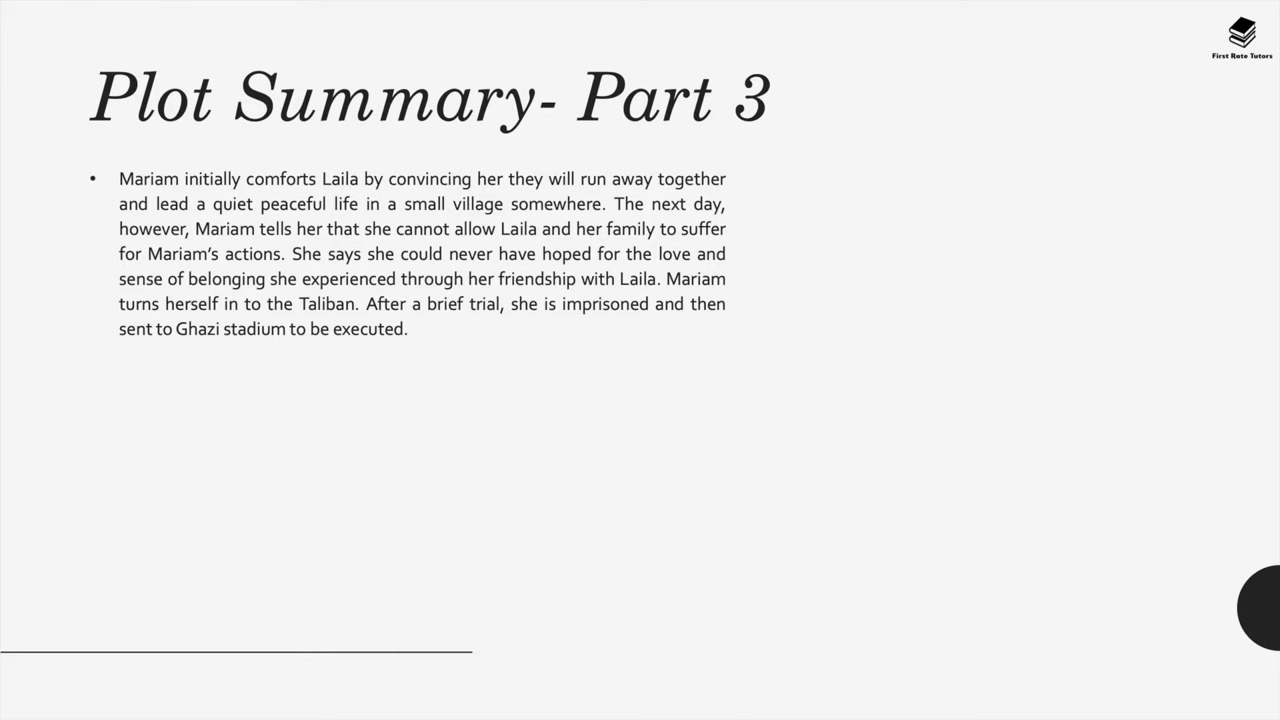 First Rate Tutors
Plot Summary- Part 3
• Mariam initially comforts Laila by convincing her they will run away together
and lead a quiet peaceful life in a small village somewhere. The next day,
however, Mariam tells her that she cannot allow Laila and her family to suffer
for Mariam’s actions. She says she could never have hoped for the love and
sense of belonging she experienced through her friendship with Laila. Mariam
turns herself in to the Taliban. After a brief trial, she is imprisoned and then
sent to Ghazi stadium to be executed.